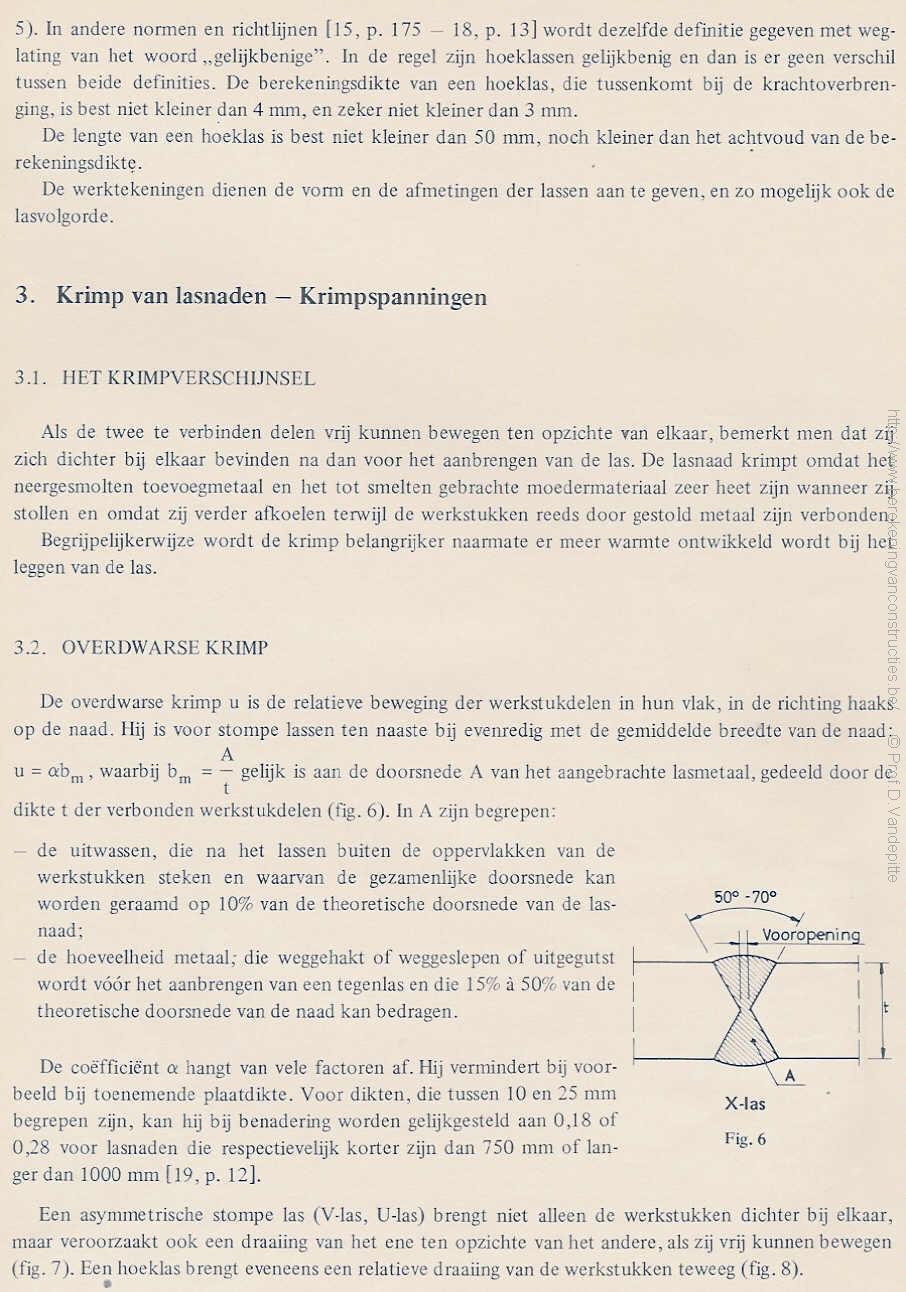 5). In andere normen en richtlijnen [15, p. 175 – 18, p. 13] wordt dezelfde definitie gegeven met weg-
lating van het woord „gelijkbenige”. In de regel zijn hoeklassen gelijkbenig en dan is er geen verschil
tussen beide definities. De berekeningsdikte van een hoeklas, die tussenkomt bij de krachtoverbren-
ging, is best niet kleiner dan 4 mm, en zeker niet kleiner dan 3 mm.
De lengte van een hoeklas is best niet kleiner dan 50 mm, noch kleiner dan het achtvoud van de be-
rekeningsdikte.
De werktekeningen dienen de vorm en de afmetingen der lassen aan te geven, en zo mogelijk ook de
lasvolgorde.
3. Krimp van lasnaden – Krimpspanningen
3.1. HET KRIMPVERSCHIJNSEL
Als de twee te verbinden delen vrij kunnen bewegen ten opzichte van elkaar, bemerkt men dat zij
zich dichter bij elkaar bevinden na dan voor het aanbrengen van de las. De lasnaad krimpt omdat het
neergesmolten toevoegmetaal en het tot smelten gebrachte moedermateriaal zeer heet zijn wanneer zij
stollen en omdat zij verder afkoelen terwijl de werkstukken reeds door gestold metaal zijn verbonden.
Begrijpelijkerwijze wordt de krimp belangrijker naarmate er meer warmte ontwikkeld wordt bij het
leggen van de las.
3.2. OVERDWARSE KRIMP
De overdwarse krimp u is de relatieve beweging der werkstukdelen in hun vlak, in de richting haaks
op de naad. Hij is voor stompe lassen ten naaste bij evenredig met de gemiddelde breedte van de naad:
u = αbm , waarbij bm = A/t gelijk is aan de doorsnede A van het aangebrachte lasmetaal, gedeeld door de
dikte t der verbonden werkstukdelen (fig. 6). In A zijn begrepen:
– de uitwassen, die na het lassen buiten de oppervlakken van de
werkstukken steken en waarvan de gezamenlijke doorsnede kan
worden geraamd op 10% van de theoretische doorsnede van de las-
naad;
– de hoeveelheid metaal, die weggehakt of weggeslepen of uitgegutst
wordt vóór het aanbrengen van een tegenlas en die 15% à 50% van de
theoretische doorsnede van de naad kan bedragen.
De coëfficiënt α hangt van vele factoren af. Hij vermindert bij voor-
beeld bij toenemende plaatdikte. Voor dikten, die tussen 10 en 25 mm
begrepen zijn, kan hij bij benadering worden gelijkgesteld aan 0,18 of
0,28 voor lasnaden die respectievelijk korter zijn dan 750 mm of lan-
ger dan 1000 mm [19, p. 12].
50° -70°
Vooropening
t
A
X-las
Fig. 6
Een asymmetrische stompe las (V-las, U-las) brengt niet alleen de werkstukken dichter bij elkaar,
maar veroorzaakt ook een draaiing van het ene ten opzichte van het andere, als zij vrij kunnen bewegen
(fig. 7). Een hoeklas brengt eveneens een relatieve draaiing van de werkstukken teweeg (fig. 8).
http://www.berekeningvanconstructies.be/ © Prof D. Vandepitte